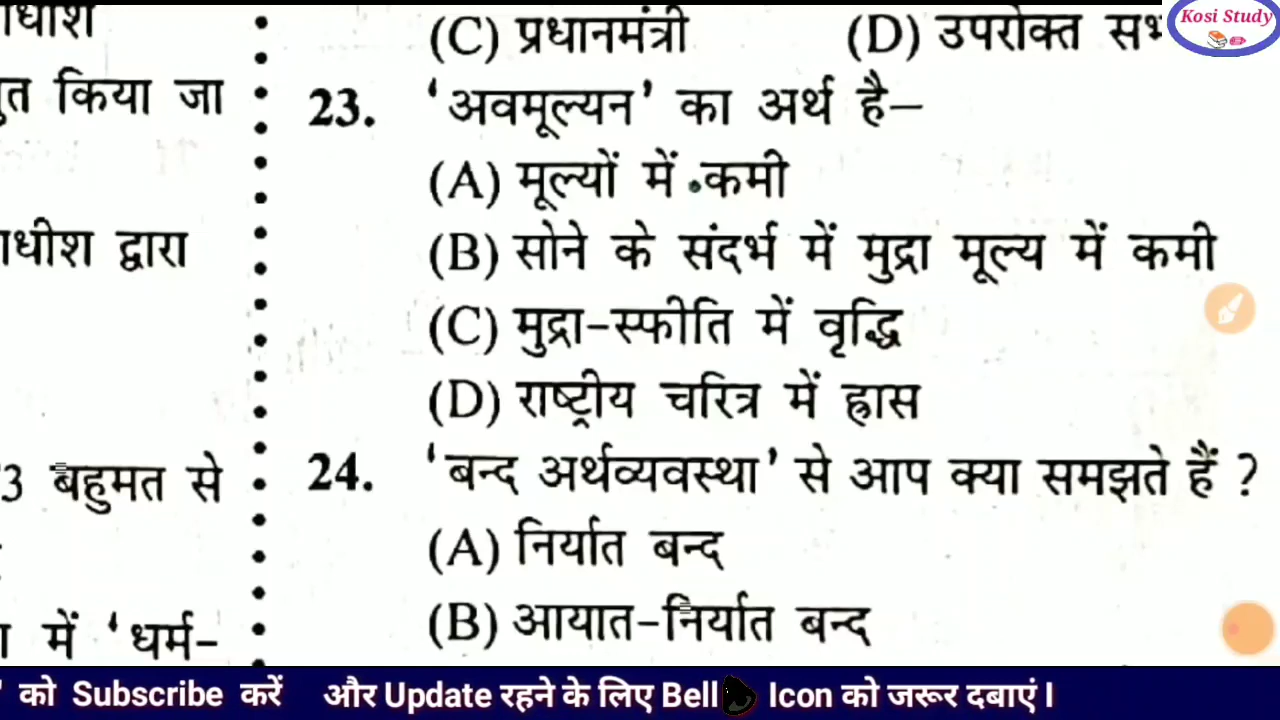 ाधीश
किया जा
ाधीश द्वारा
3 बहुमत से
में 'धर्म-
(C) प्रधानमंत्री (D) उपरोक्त सभ
Kosi Study
23. 'अवमूल्यन' का अर्थ है–
(A) मूल्यों में कमी
(B) सोने के संदर्भ में मुद्रा मूल्य में कमी
(C) मुद्रा-स्फीति में वृद्धि
(D) राष्ट्रीय चरित्र में ह्रास
24. 'बन्द अर्थव्यवस्था' से आप क्या समझते हैं ?
(A) निर्यात बन्द
(B) आयात-निर्यात बन्द
' को Subscribe करें और Update रहने के लिए Bell Icon को जरूर दबाएं l